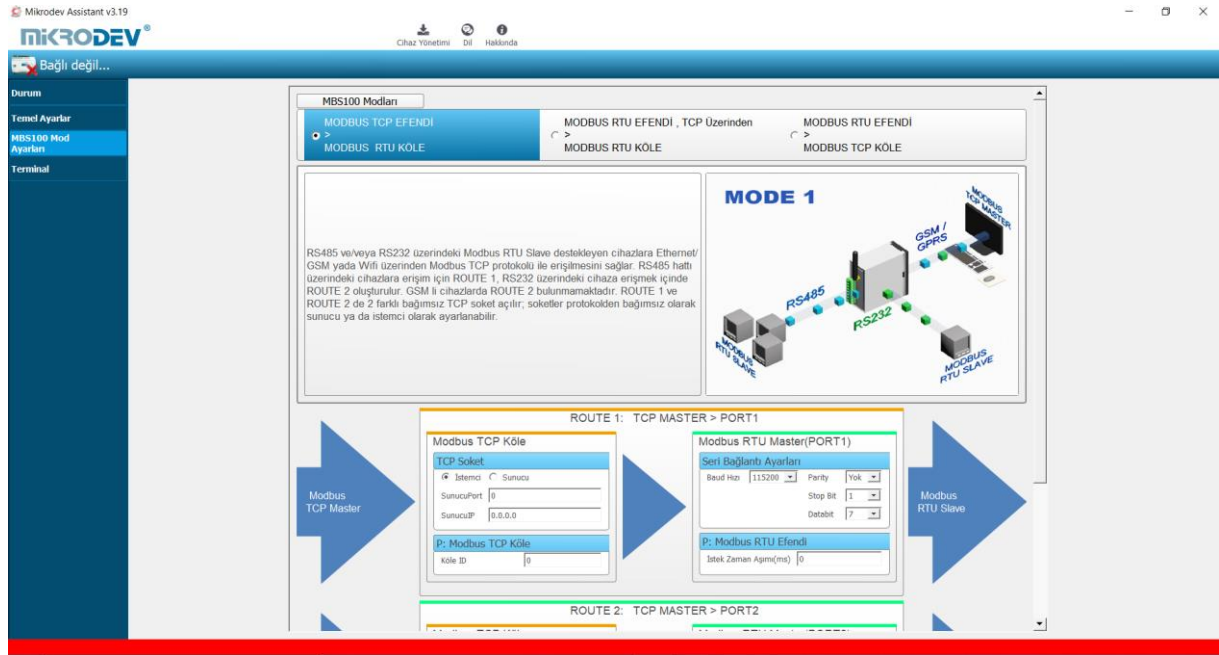 Mikrodev Assistant v3.19
MiKRODEV®
Cihaz Yönetimi
Dil
Hakkında
Bağlı değil...
Durum
Temel Ayarlar
MBS100 Mod
Ayarları
Terminal
MBS100 Modları
MODBUS TCP EFENDİ
>
MODBUS RTU KÖLE
MODBUS RTU EFENDİ , TCP Üzerinden
>
MODBUS RTU KÖLE
MODBUS RTU EFENDİ
>
MODBUS TCP KÖLE
RS485 ve/veya RS232 üzerindeki Modbus RTU Slave destekleyen cihazlara Ethernet/
GSM yada Wifi üzerinden Modbus TCP protokolü ile erişilmesini sağlar. RS485 hattı
üzerindeki cihazlara erişim için ROUTE 1, RS232 üzerindeki cihaza erişmek içinde
ROUTE 2 oluşturulur. GSM li cihazlarda ROUTE 2 bulunmamaktadır. ROUTE 1 ve
ROUTE 2 de 2 farklı bağımsız TCP soket açılır; soketler protokolden bağımsız olarak
sunucu ya da istemci olarak ayarlanabilir.
MODE 1
MODBUS
TCP MASTER
GSM /
GPRS
RS485
RS232
MODBUS
RTU SLAVE
MODBUS
RTU SLAVE
ROUTE 1: TCP MASTER > PORT1
Modbus
TCP Master
Modbus TCP Köle
TCP Soket
İstemci
Sunucu
SunucuPort 0
SunucuIP 0.0.0.0
P: Modbus TCP Köle
Köle ID 0
Modbus RTU Master(PORT1)
Seri Bağlantı Ayarları
Baud Hızı 115200 Parity Yok
Stop Bit 1
Databit 7
P: Modbus RTU Efendi
İstek Zaman Aşımı(ms) 0
Modbus
RTU Slave
ROUTE 2: TCP MASTER > PORT2